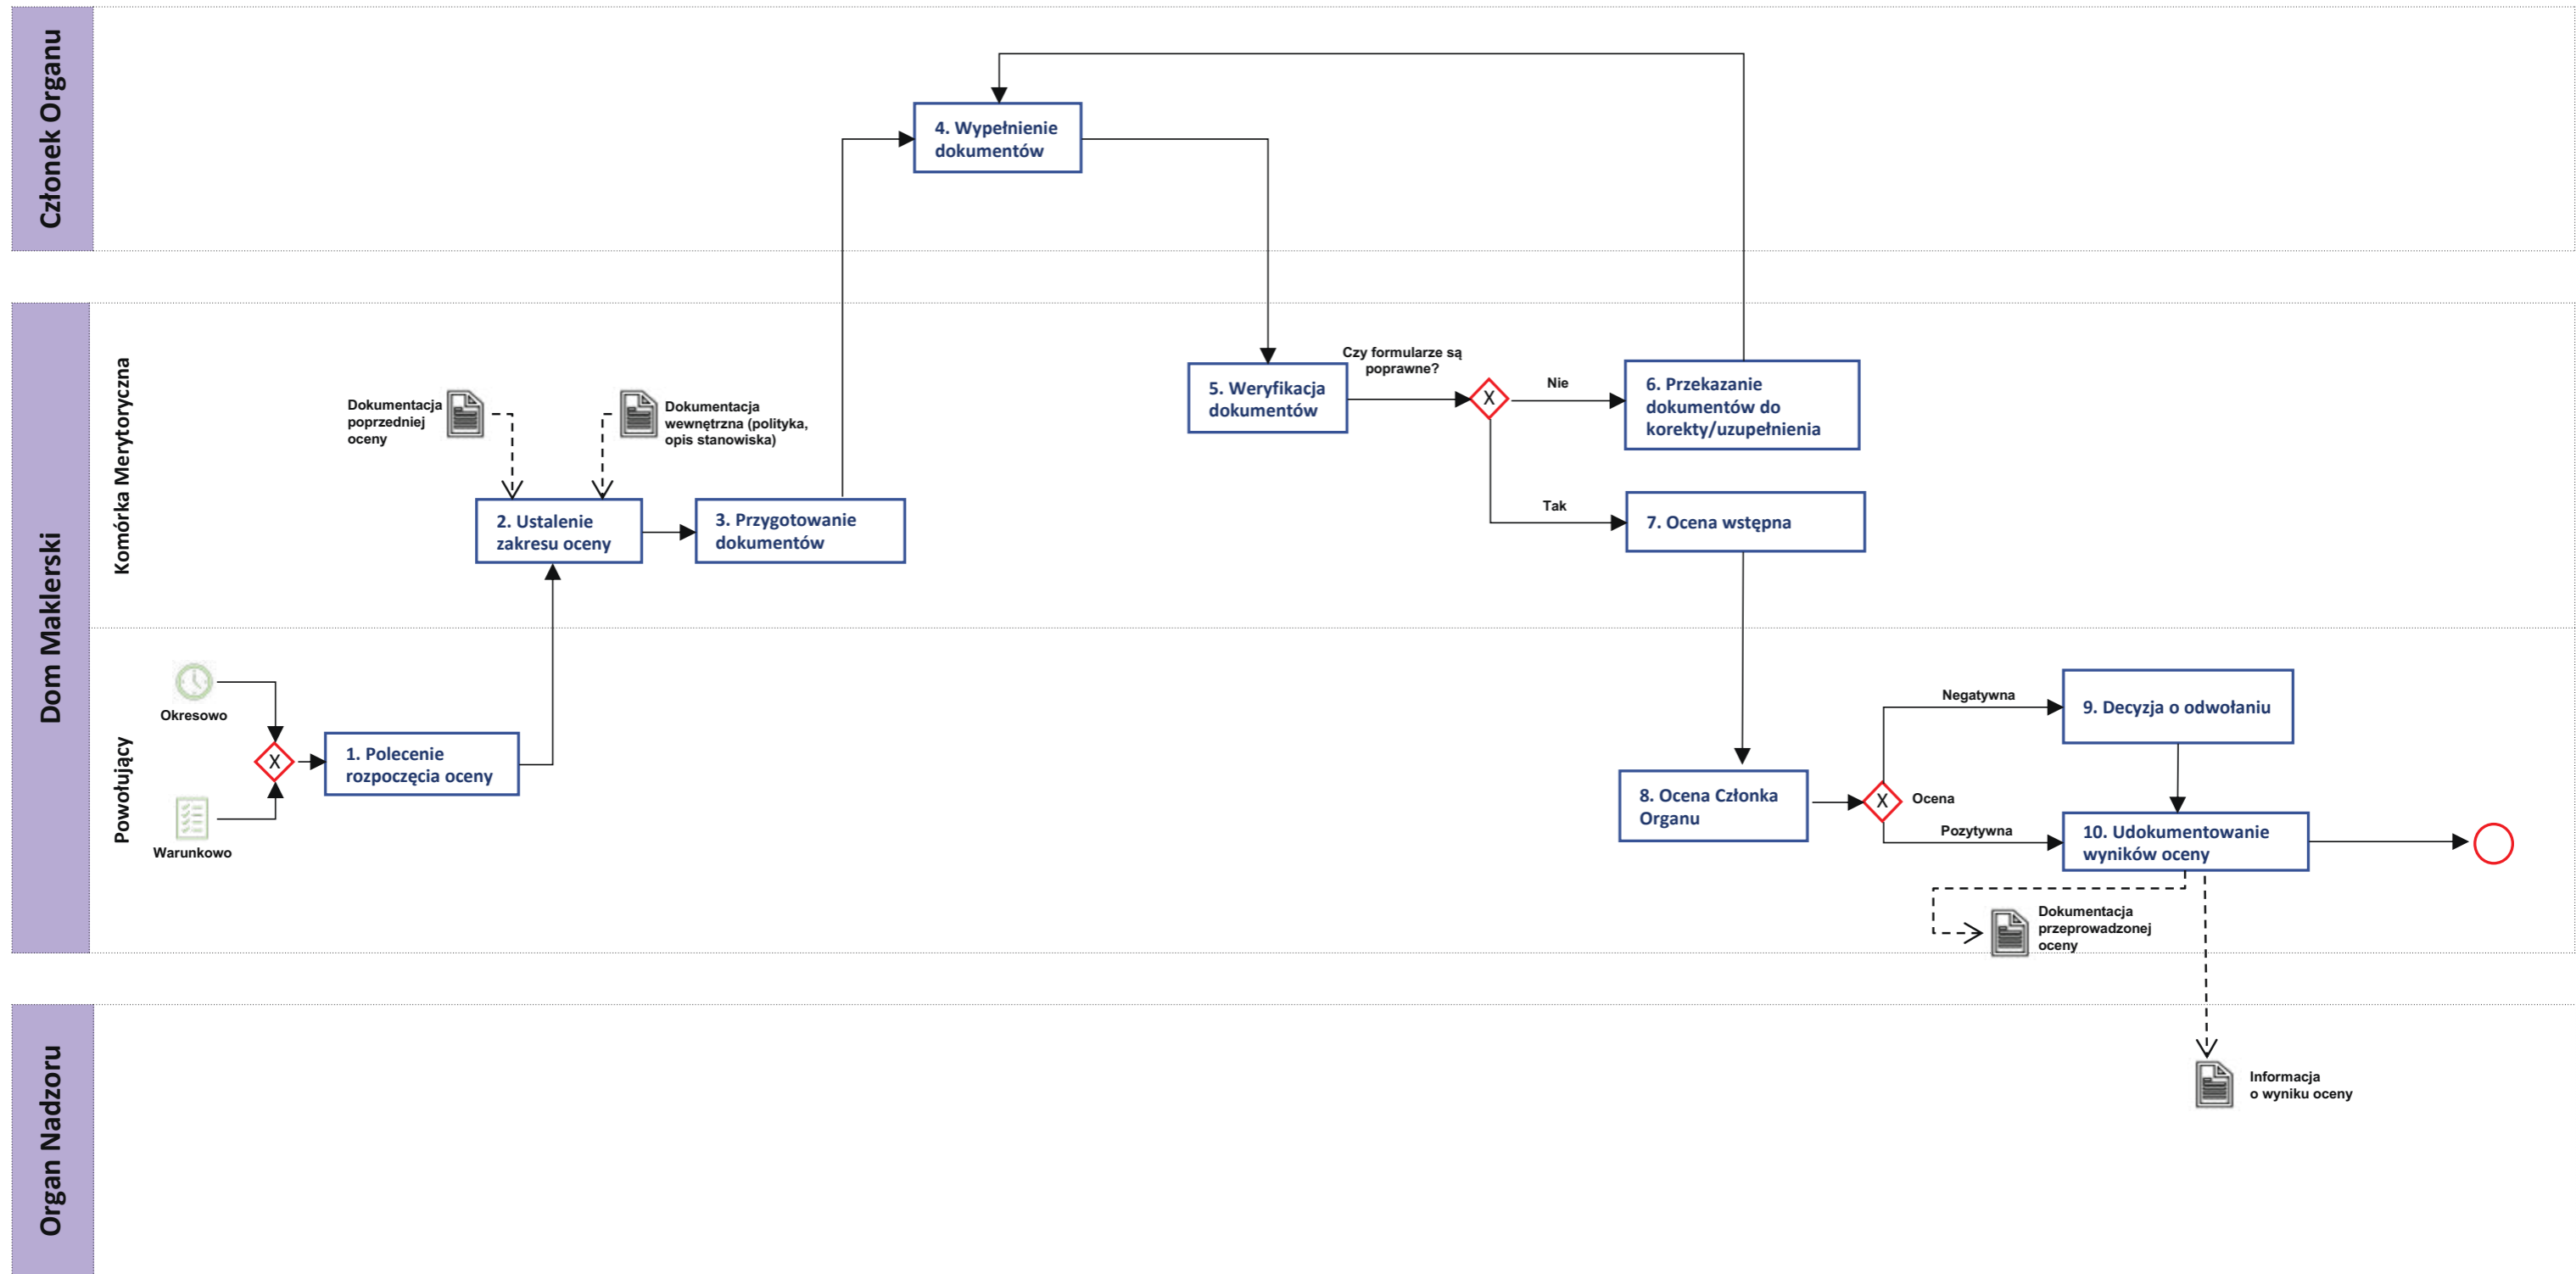 Członek Organu
4. Wypełnienie
dokumentów
Dom Maklerski
Komórka Merytoryczna
Dokumentacja
poprzedniej
oceny
Dokumentacja
wewnętrzna (polityka,
opis stanowiska)
2. Ustalenie
zakresu oceny
3. Przygotowanie
dokumentów
5. Weryfikacja
dokumentów
Czy formularze są
poprawne?
X
Nie
6. Przekazanie
dokumentów do
korekty/uzupełnienia
Tak
7. Ocena wstępna
Powołujący
Okresowo
X
Warunkowo
1. Polecenie
rozpoczęcia oceny
8. Ocena Członka
Organu
X
Ocena
Negatywna
9. Decyzja o odwołaniu
Pozytywna
10. Udokumentowanie
wyników oceny
Dokumentacja
przeprowadzonej
oceny
Organ Nadzoru
Informacja
o wyniku oceny